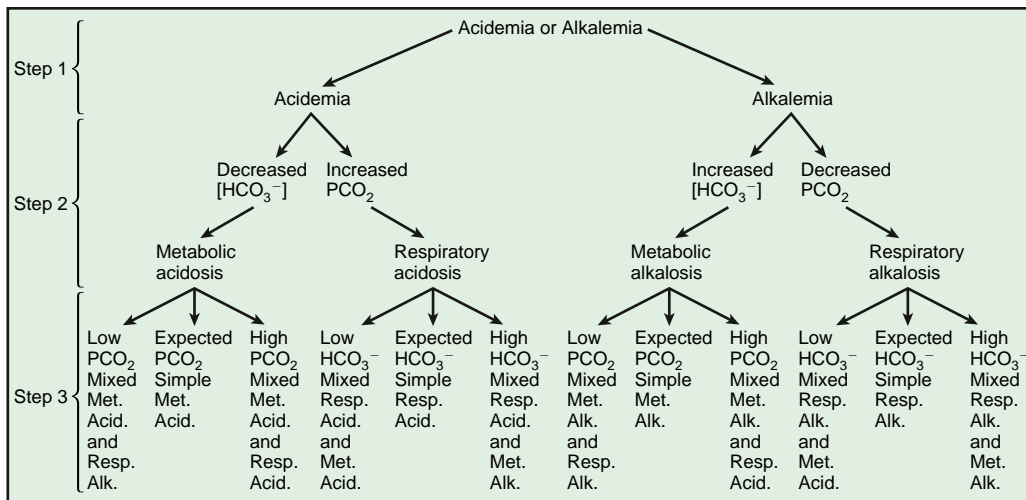 Acidemia or Alkalemia
Step 1
Acidemia
Alkalemia
Step 2
Decreased
[HCO₃⁻]
Increased
PCO₂
Increased
[HCO₃⁻]
Decreased
PCO₂
Metabolic
acidosis
Respiratory
acidosis
Metabolic
alkalosis
Respiratory
alkalosis
Step 3
Low
PCO₂
Mixed
Met.
Acid.
and
Resp.
Alk.
Expected
PCO₂
Simple
Met.
Acid.
High
PCO₂
Mixed
Met.
Acid.
and
Resp.
Acid.
Low
HCO₃⁻
Mixed
Resp.
Acid.
and
Met.
Acid.
Expected
HCO₃⁻
Simple
Resp.
Acid.
High
HCO₃⁻
Mixed
Resp.
Acid.
and
Met.
Alk.
Low
PCO₂
Mixed
Met.
Alk.
and
Resp.
Alk.
Expected
PCO₂
Simple
Met.
Alk.
High
PCO₂
Mixed
Met.
Alk.
and
Resp.
Acid.
Low
HCO₃⁻
Mixed
Resp.
Alk.
and
Met.
Acid.
Expected
HCO₃⁻
Simple
Resp.
Alk.
High
HCO₃⁻
Mixed
Resp.
Alk.
and
Met.
Alk.